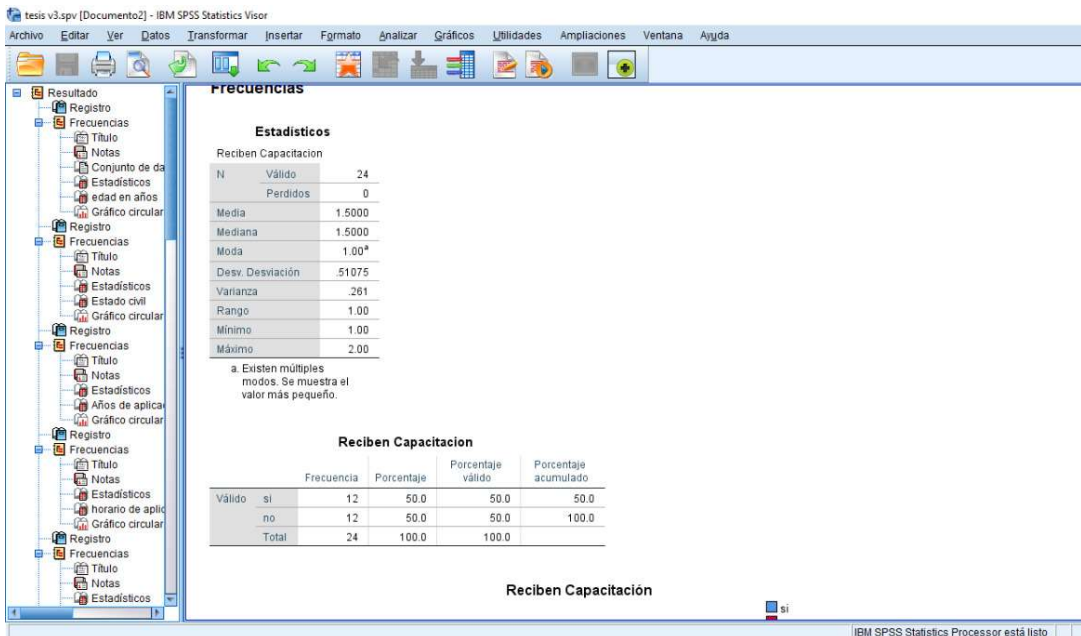 tesis v3.spv [Documento2] - IBM SPSS Statistics Visor
Archivo Editar Ver Datos Transformar Insertar Formato Analizar Gráficos Utilidades Ampliaciones Ventana Ayuda
Resultado
Registro
Frecuencias
Título
Notas
Conjunto de da
Estadísticos
edad en años
Gráfico circular
Registro
Frecuencias
Título
Notas
Estadísticos
Estado civil
Gráfico circular
Registro
Frecuencias
Título
Notas
Estadísticos
Años de aplica
Gráfico circular
Registro
Frecuencias
Título
Notas
Estadísticos
horario de aplic
Gráfico circular
Registro
Frecuencias
Título
Notas
Estadísticos
Frecuencias
Estadísticos
Reciben Capacitacion
N Válido 24
Perdidos 0
Media 1.5000
Mediana 1.5000
Moda 1.00a
Desv. Desviación .51075
Varianza .261
Rango 1.00
Mínimo 1.00
Máximo 2.00
a. Existen múltiples
modos. Se muestra el
valor más pequeño.
Reciben Capacitacion
Frecuencia Porcentaje Porcentaje válido Porcentaje acumulado
Válido si 12 50.0 50.0 50.0
no 12 50.0 50.0 100.0
Total 24 100.0 100.0
Reciben Capacitación
si
IBM SPSS Statistics Processor está listo